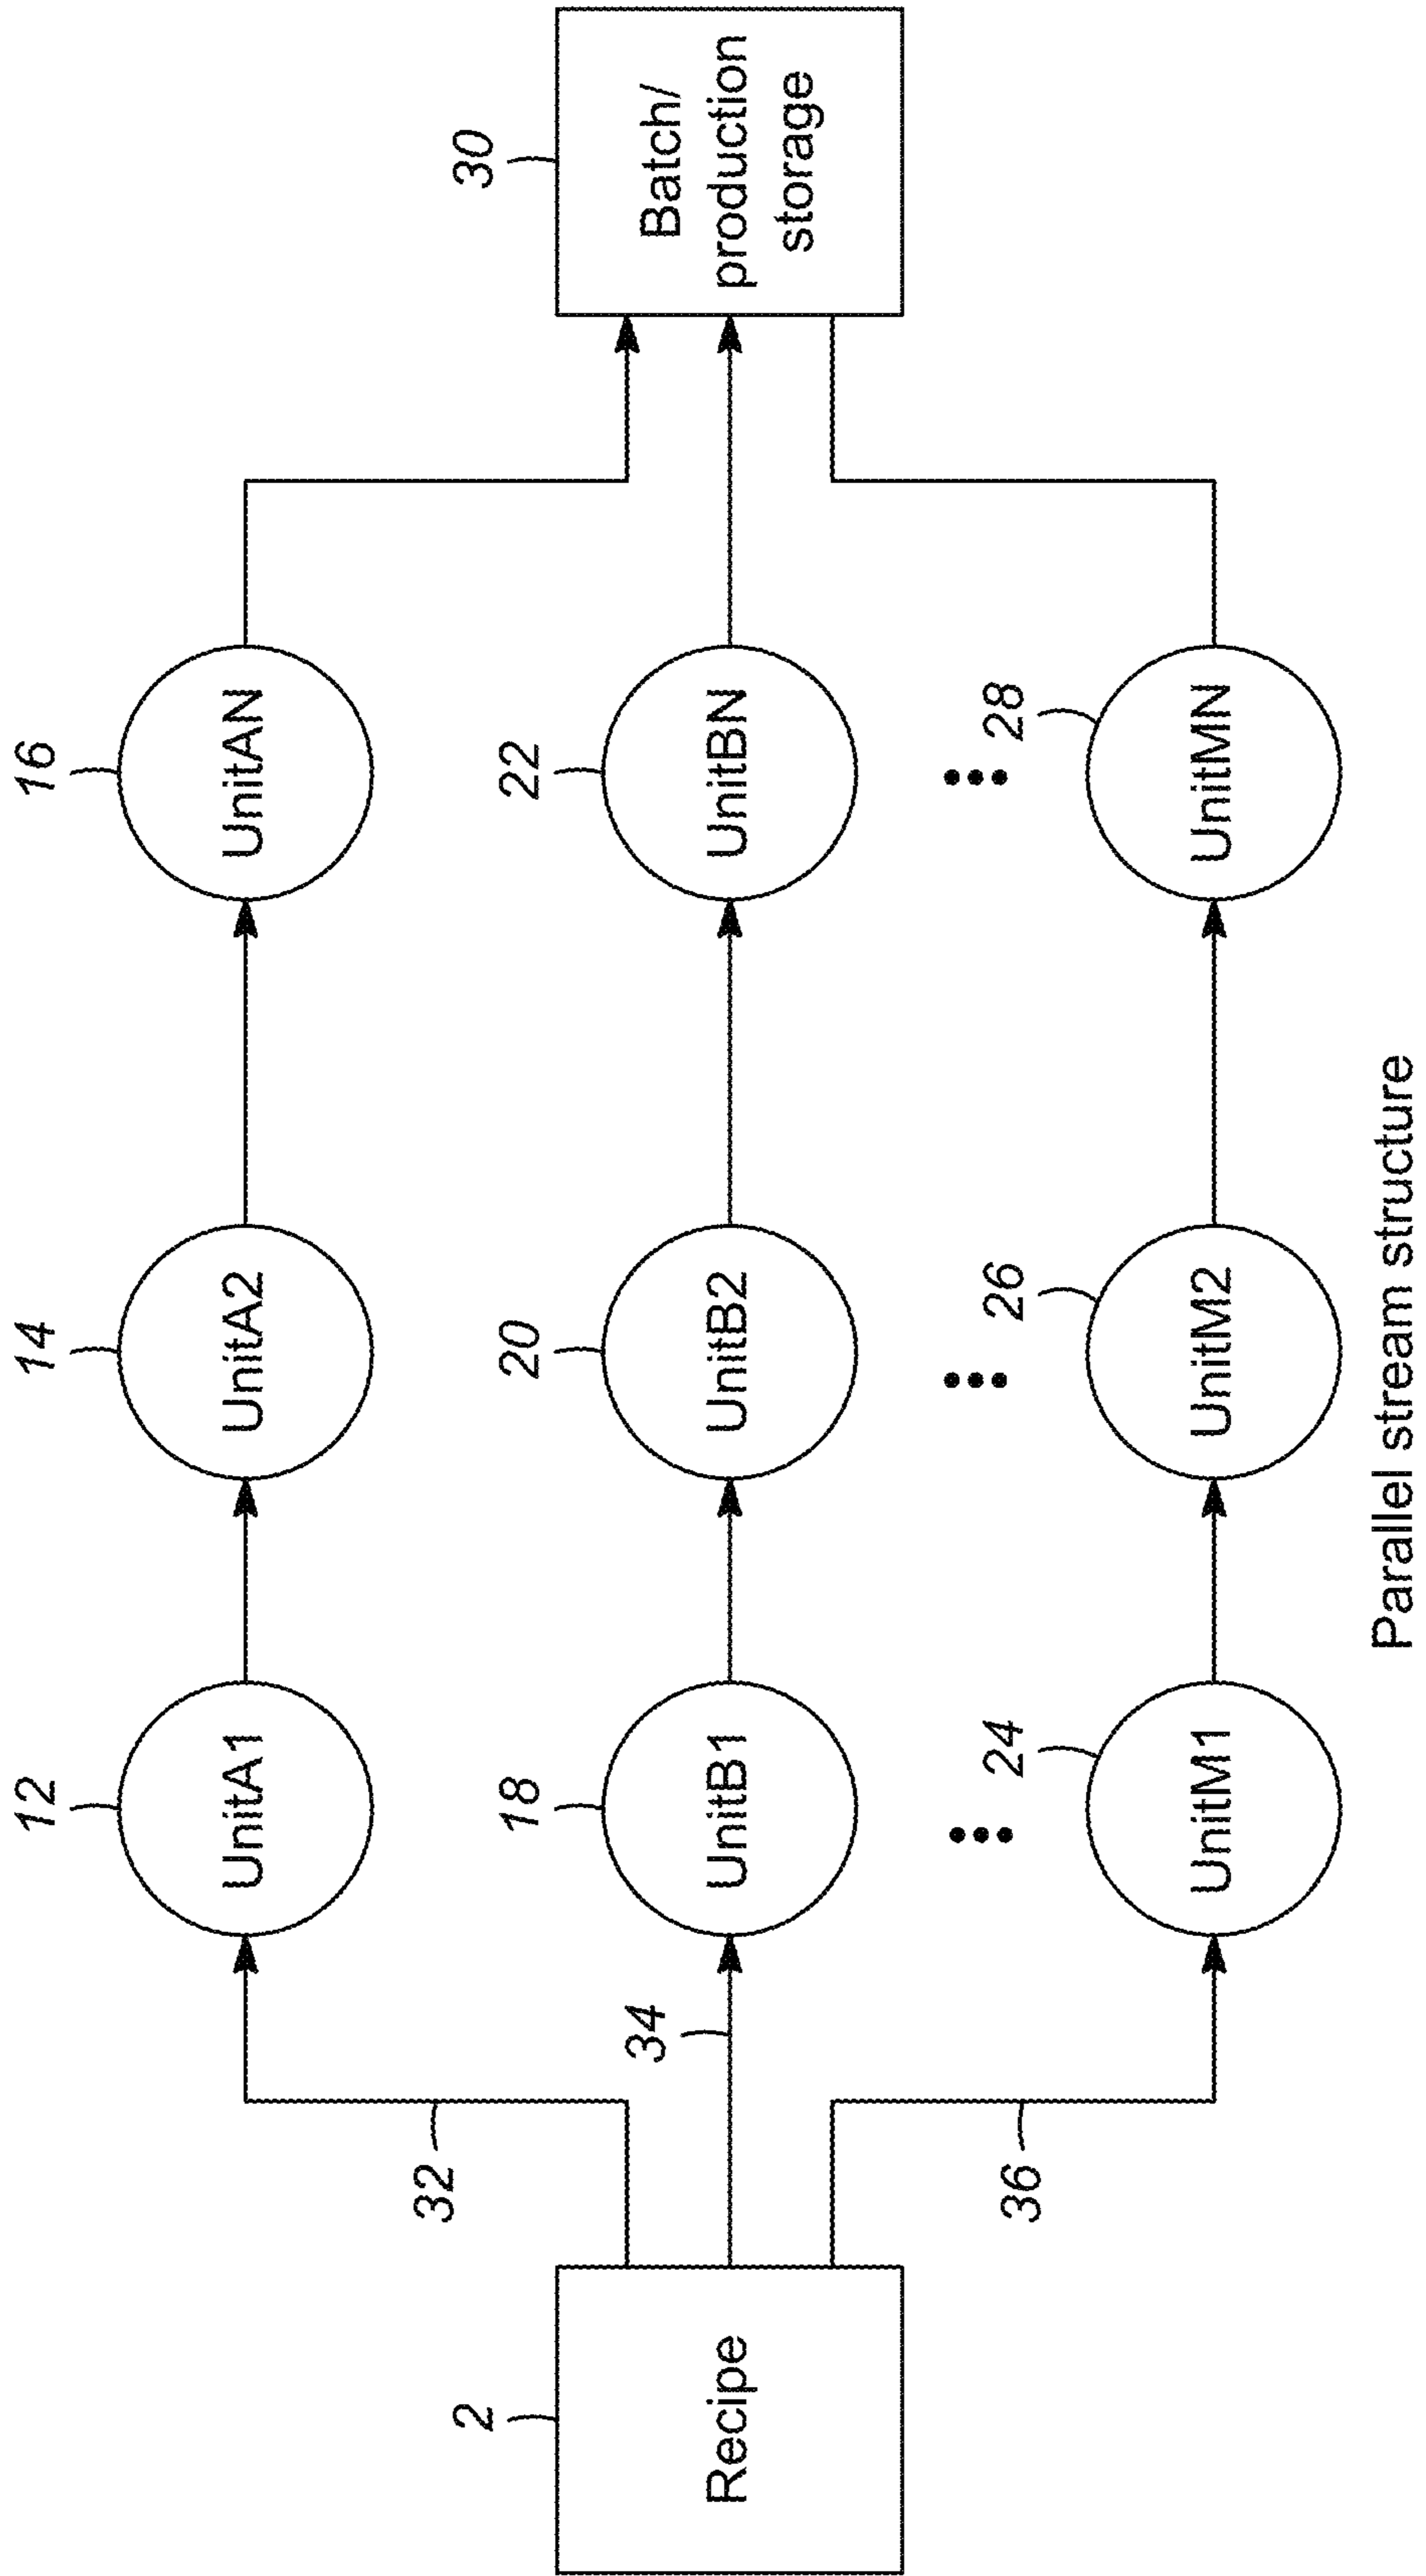 12
UnitA1
14
UnitA2
16
UnitAN
32
2
Recipe
34
18
UnitB1
20
UnitB2
22
UnitBN
30
Batch/
production
storage
36
24
UnitM1
26
UnitM2
28
UnitMN
Parallel stream structure